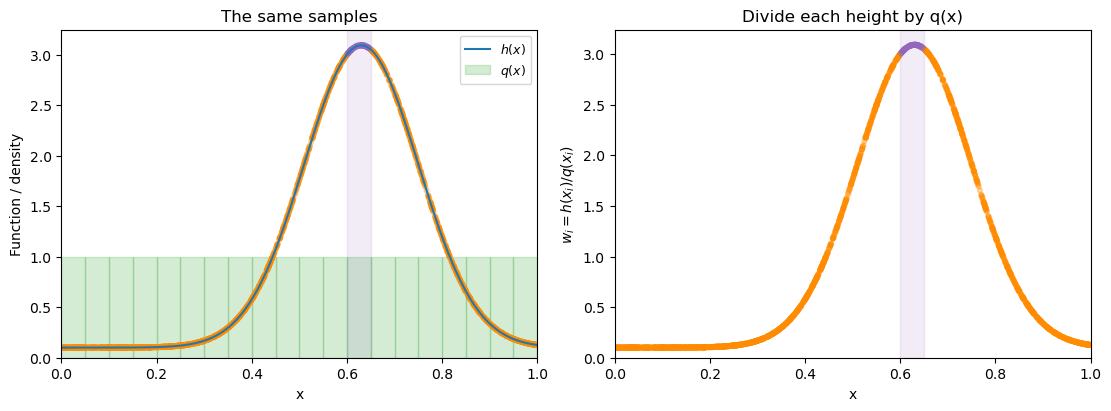 The same samples
h(x)
q(x)
Function / density
3.0
2.5
2.0
1.5
1.0
0.5
0.0
0.0 0.2 0.4 0.6 0.8 1.0
x
Divide each height by q(x)
w_i = h(x_i)/q(x_i)
3.0
2.5
2.0
1.5
1.0
0.5
0.0
0.0 0.2 0.4 0.6 0.8 1.0
x